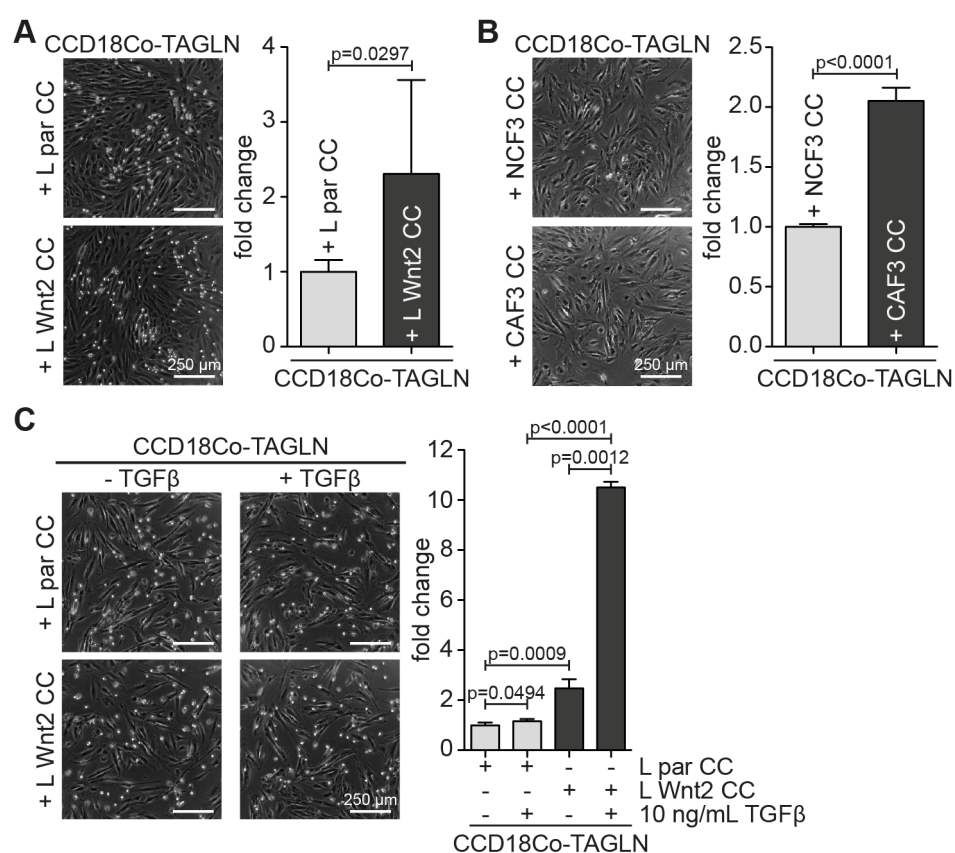 A
CCD18Co-TAGLN
+ L par CC
+ L Wnt2 CC
250 µm
fold change
4
3
2
1
0
p=0.0297
+ L par CC
+ L Wnt2 CC
CCD18Co-TAGLN
B
CCD18Co-TAGLN
+ NCF3 CC
+ CAF3 CC
250 µm
fold change
2.5
2.0
1.5
1.0
0.5
0.0
p<0.0001
+ NCF3 CC
+ CAF3 CC
CCD18Co-TAGLN
C
CCD18Co-TAGLN
- TGFβ
+ TGFβ
+ L par CC
+ L Wnt2 CC
250 µm
fold change
12
10
8
6
4
2
0
p<0.0001
p=0.0012
p=0.0009
p=0.0494
+ + - - L par CC
- - + + L Wnt2 CC
- + - + 10 ng/mL TGFβ
CCD18Co-TAGLN